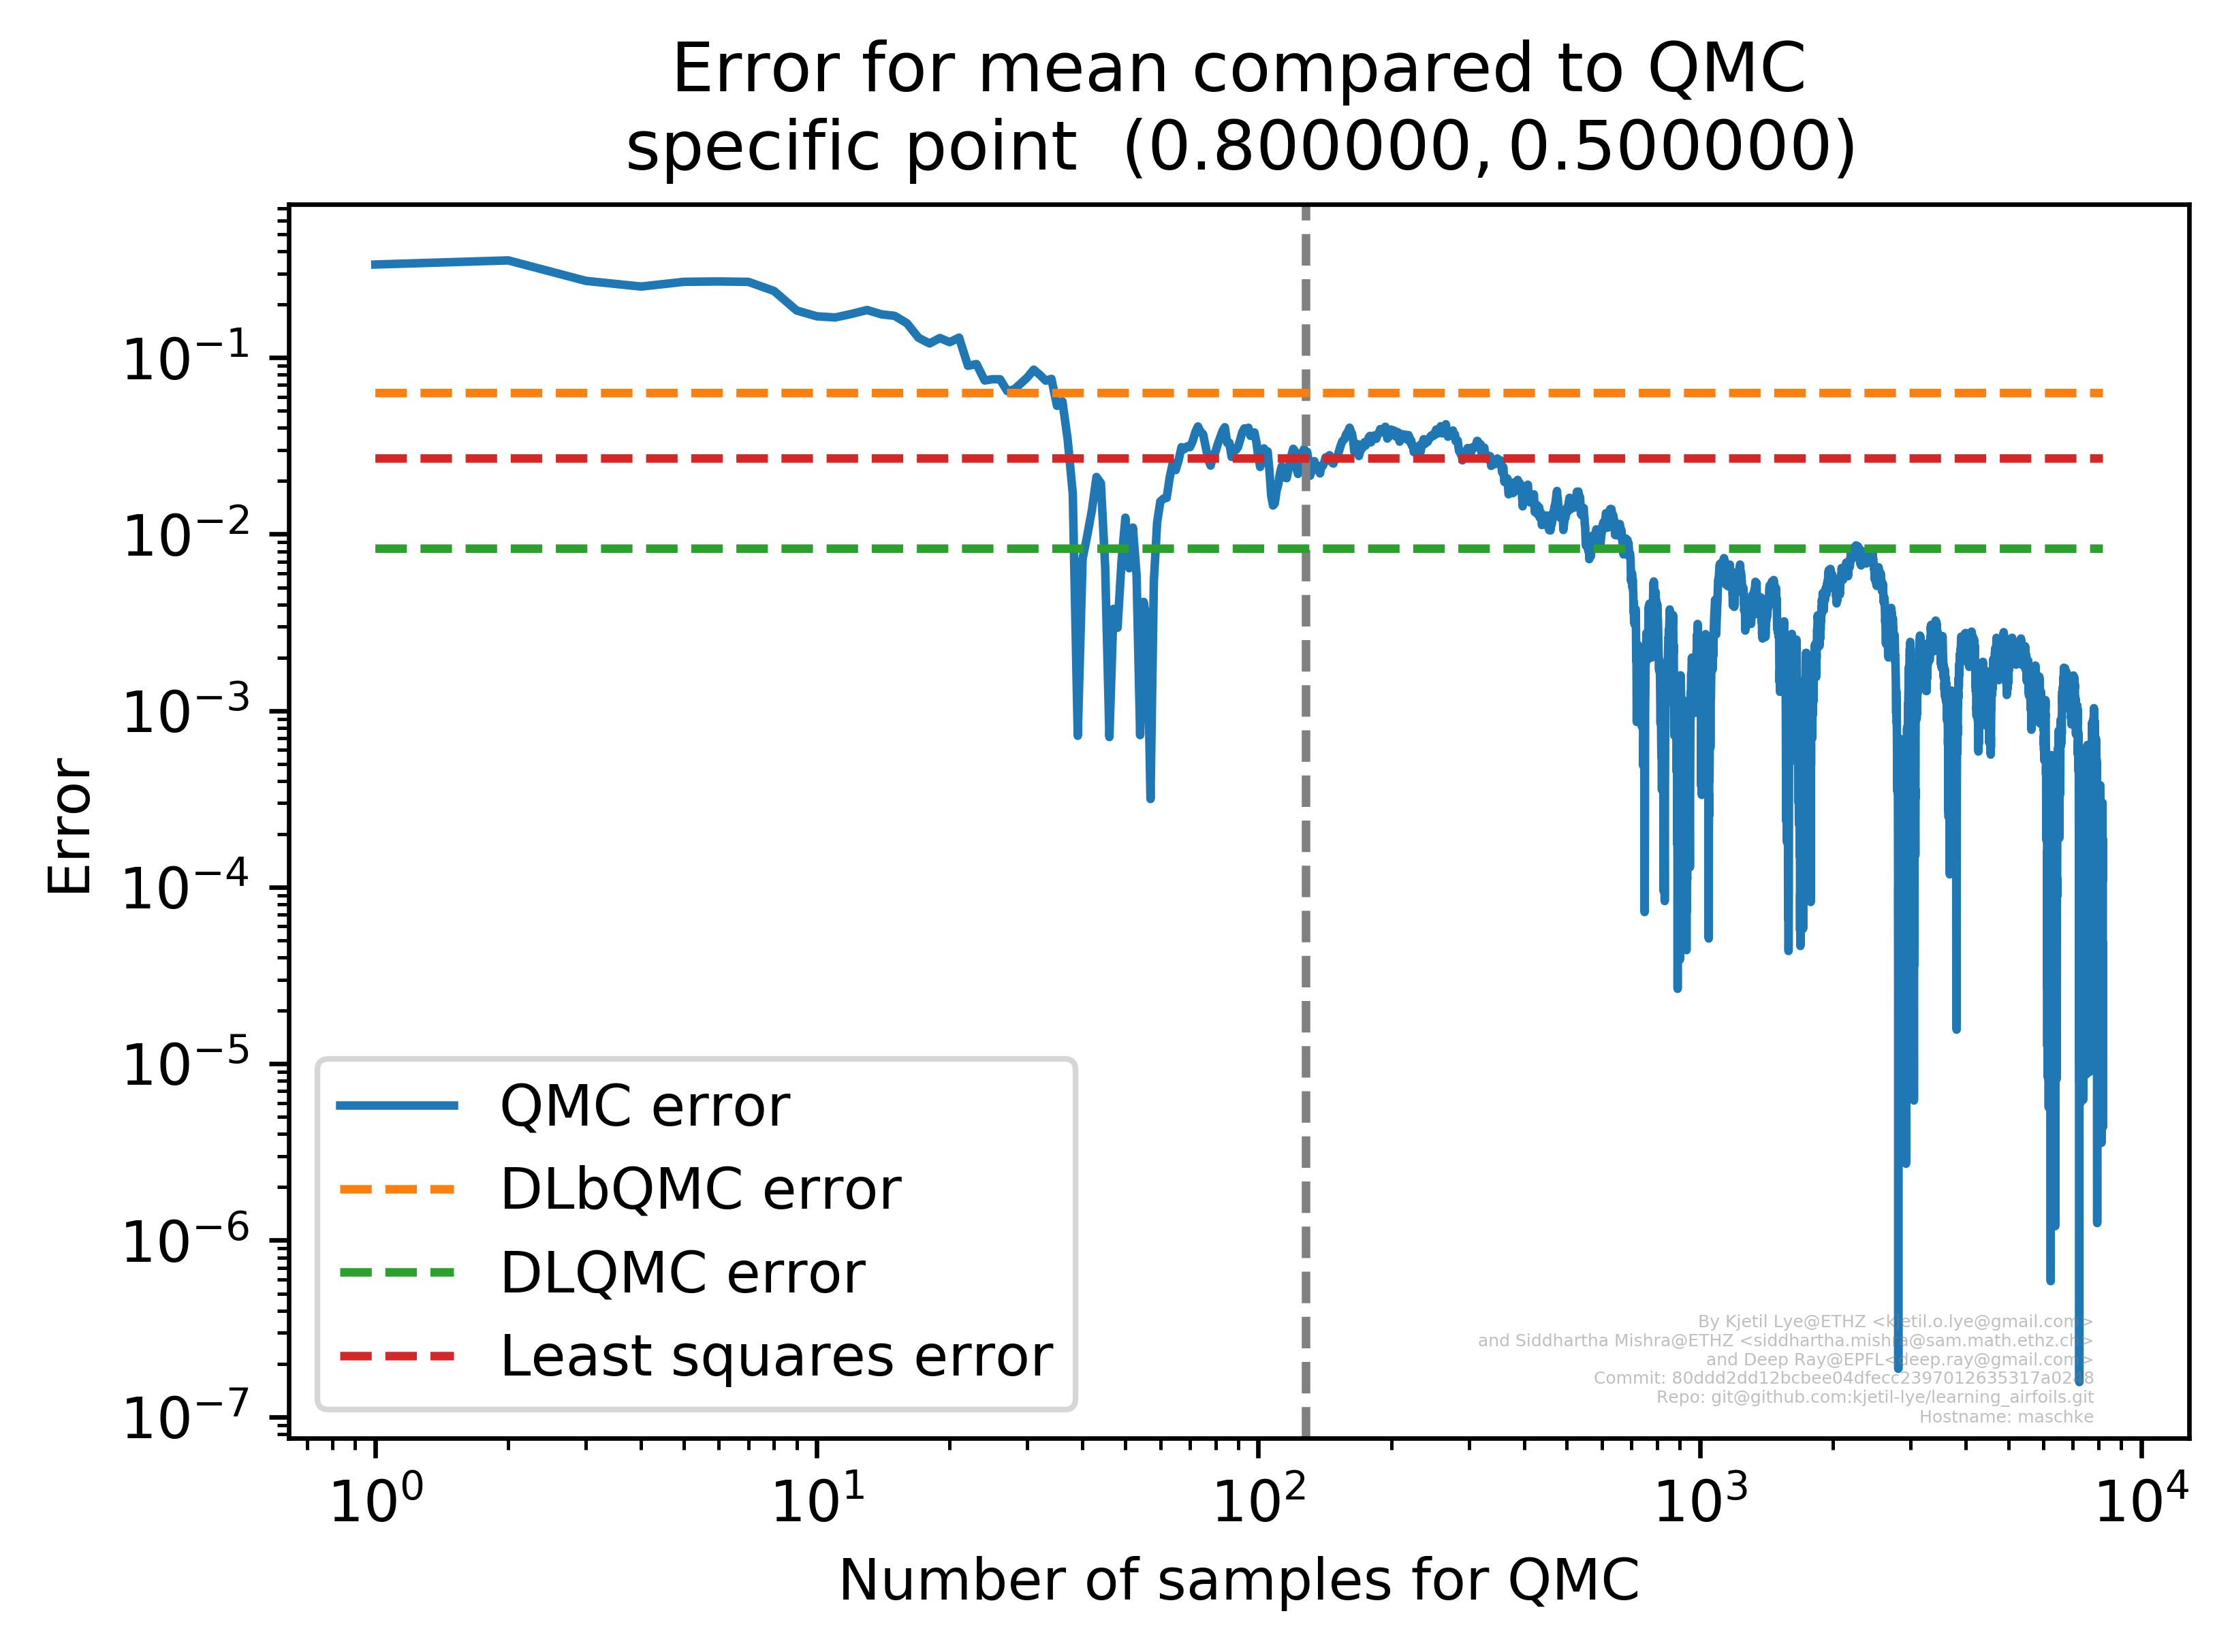 Error for mean compared to QMC
specific point (0.800000, 0.500000)
10⁻¹
10⁻²
10⁻³
10⁻⁴
10⁻⁵
10⁻⁶
10⁻⁷
Error
QMC error
DLbQMC error
DLQMC error
Least squares error
By Kjetil Lye@ETHZ <kjetil.o.lye@gmail.com>
and Siddhartha Mishra@ETHZ <siddhartha.mishra@sam.math.ethz.ch>
and Deep Ray@EPFL<deep.ray@gmail.com>
Commit:
Repo: git@github.com:kjetil-lye/learning_airfoils.git
Hostname: maschke
10⁰ 10¹ 10² 10³ 10⁴
Number of samples for QMC